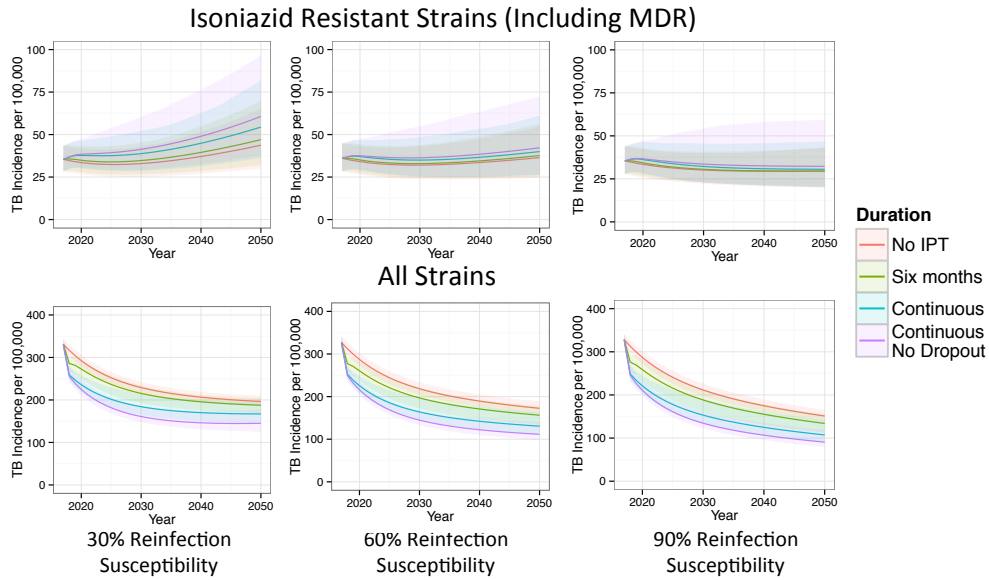 Isoniazid Resistant Strains (Including MDR)
TB Incidence per 100,000
100
75
50
25
0
2020 2030 2040 2050
Year
TB Incidence per 100,000
100
75
50
25
0
2020 2030 2040 2050
Year
TB Incidence per 100,000
100
75
50
25
0
2020 2030 2040 2050
Year
All Strains
TB Incidence per 100,000
400
300
200
100
0
2020 2030 2040 2050
Year
30% Reinfection
Susceptibility
TB Incidence per 100,000
400
300
200
100
0
2020 2030 2040 2050
Year
60% Reinfection
Susceptibility
TB Incidence per 100,000
400
300
200
100
0
2020 2030 2040 2050
Year
90% Reinfection
Susceptibility
Duration
No IPT
Six months
Continuous
Continuous
No Dropout